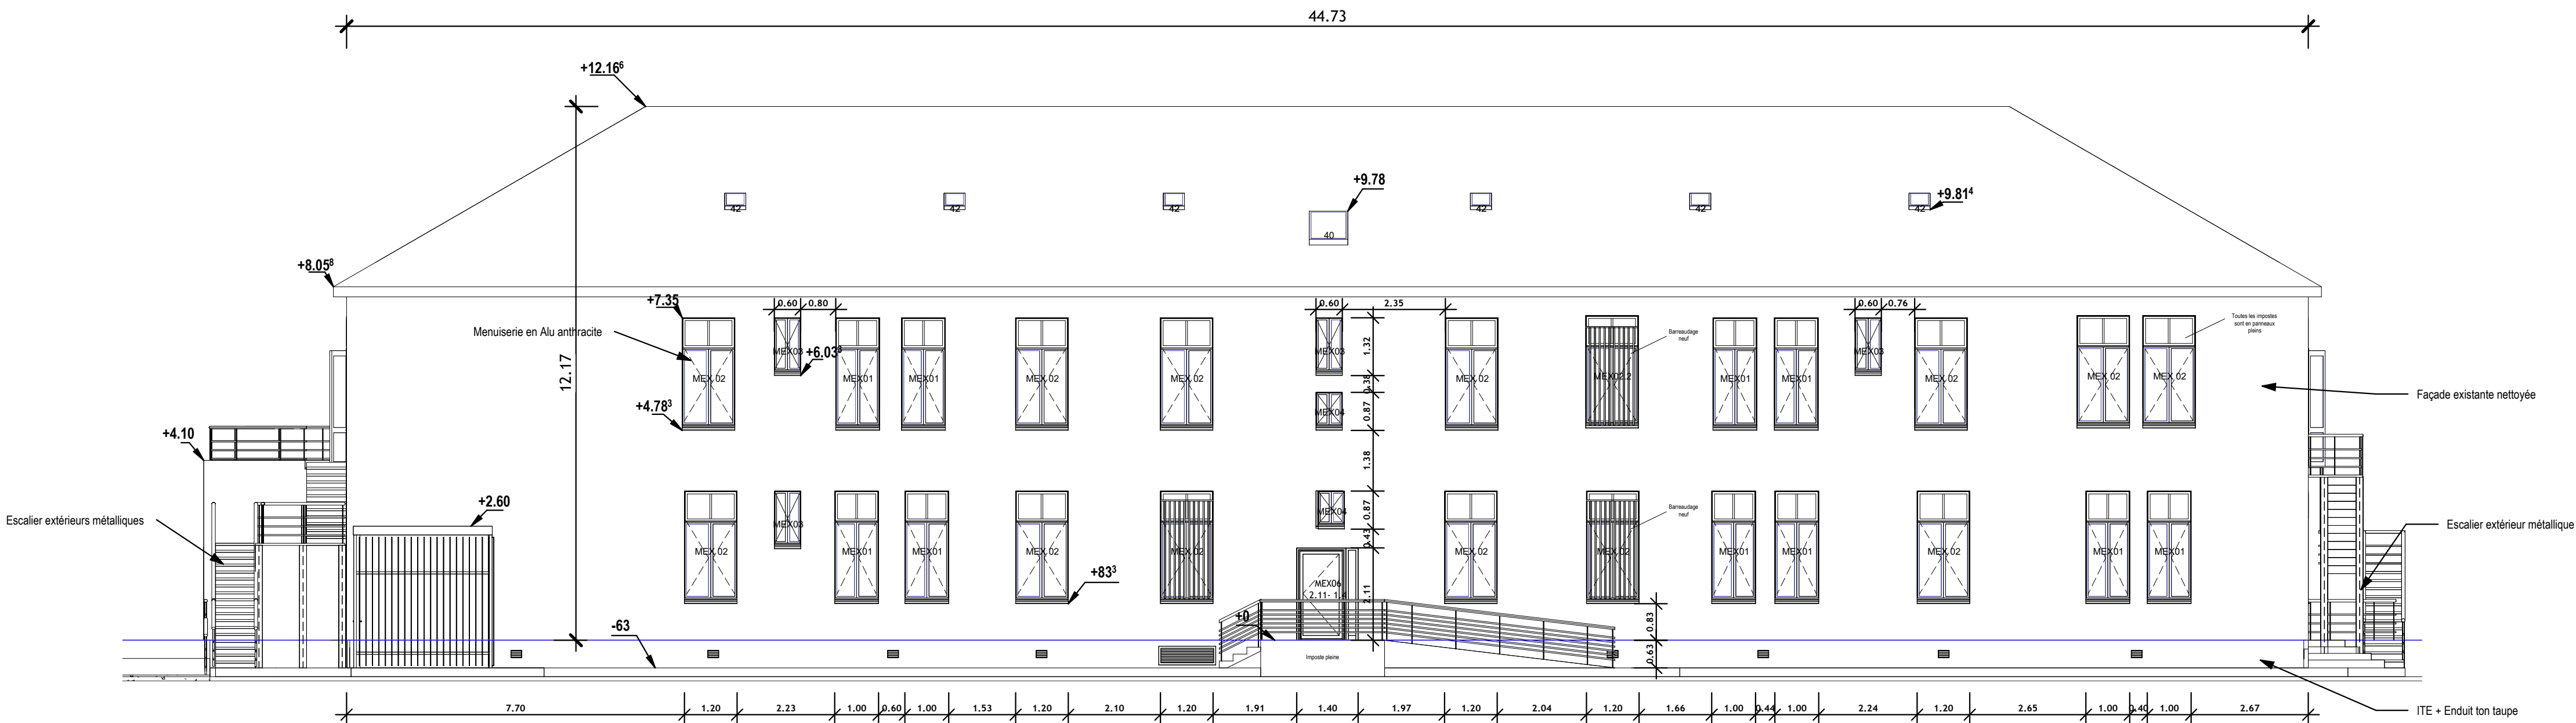 44.73
+12.16⁶
+9.78
+9.81⁴
42
42
42
42
42
42
40
+8.05⁸
12.17
+7.35
0.60
0.80
0.60
2.35
0.60
0.76
Menuiserie en Alu anthracite
Barreaudage
neuf
Toutes les impostes
sont en panneaux
pleins
MEX 02
MEX03
+6.03³
MEX01
MEX01
MEX 02
MEX 02
MEX03
1.32
0.38
MEX04
0.87
MEX 02
MEX02.2
MEX01
MEX01
MEX03
MEX 02
MEX 02
MEX 02
Façade existante nettoyée
+4.78³
+4.10
1.38
+2.60
Escalier extérieurs métalliques
MEX 02
MEX03
MEX01
MEX01
MEX 02
MEX.02
MEX04
0.87
0.43
MEX 02
Barreaudage
neuf
MEX.02
MEX01
MEX01
MEX 02
MEX01
MEX01
Escalier extérieur métallique
+83³
MEX06
2.11
+0
0.83
-63
0.63
Imposte pleine
7.70
1.20
2.23
1.00
0.60
1.00
1.53
1.20
2.10
1.20
1.91
1.40
1.97
1.20
2.04
1.20
1.66
1.00
0.44
1.00
2.24
1.20
2.65
1.00
0.40
1.00
2.67
ITE + Enduit ton taupe